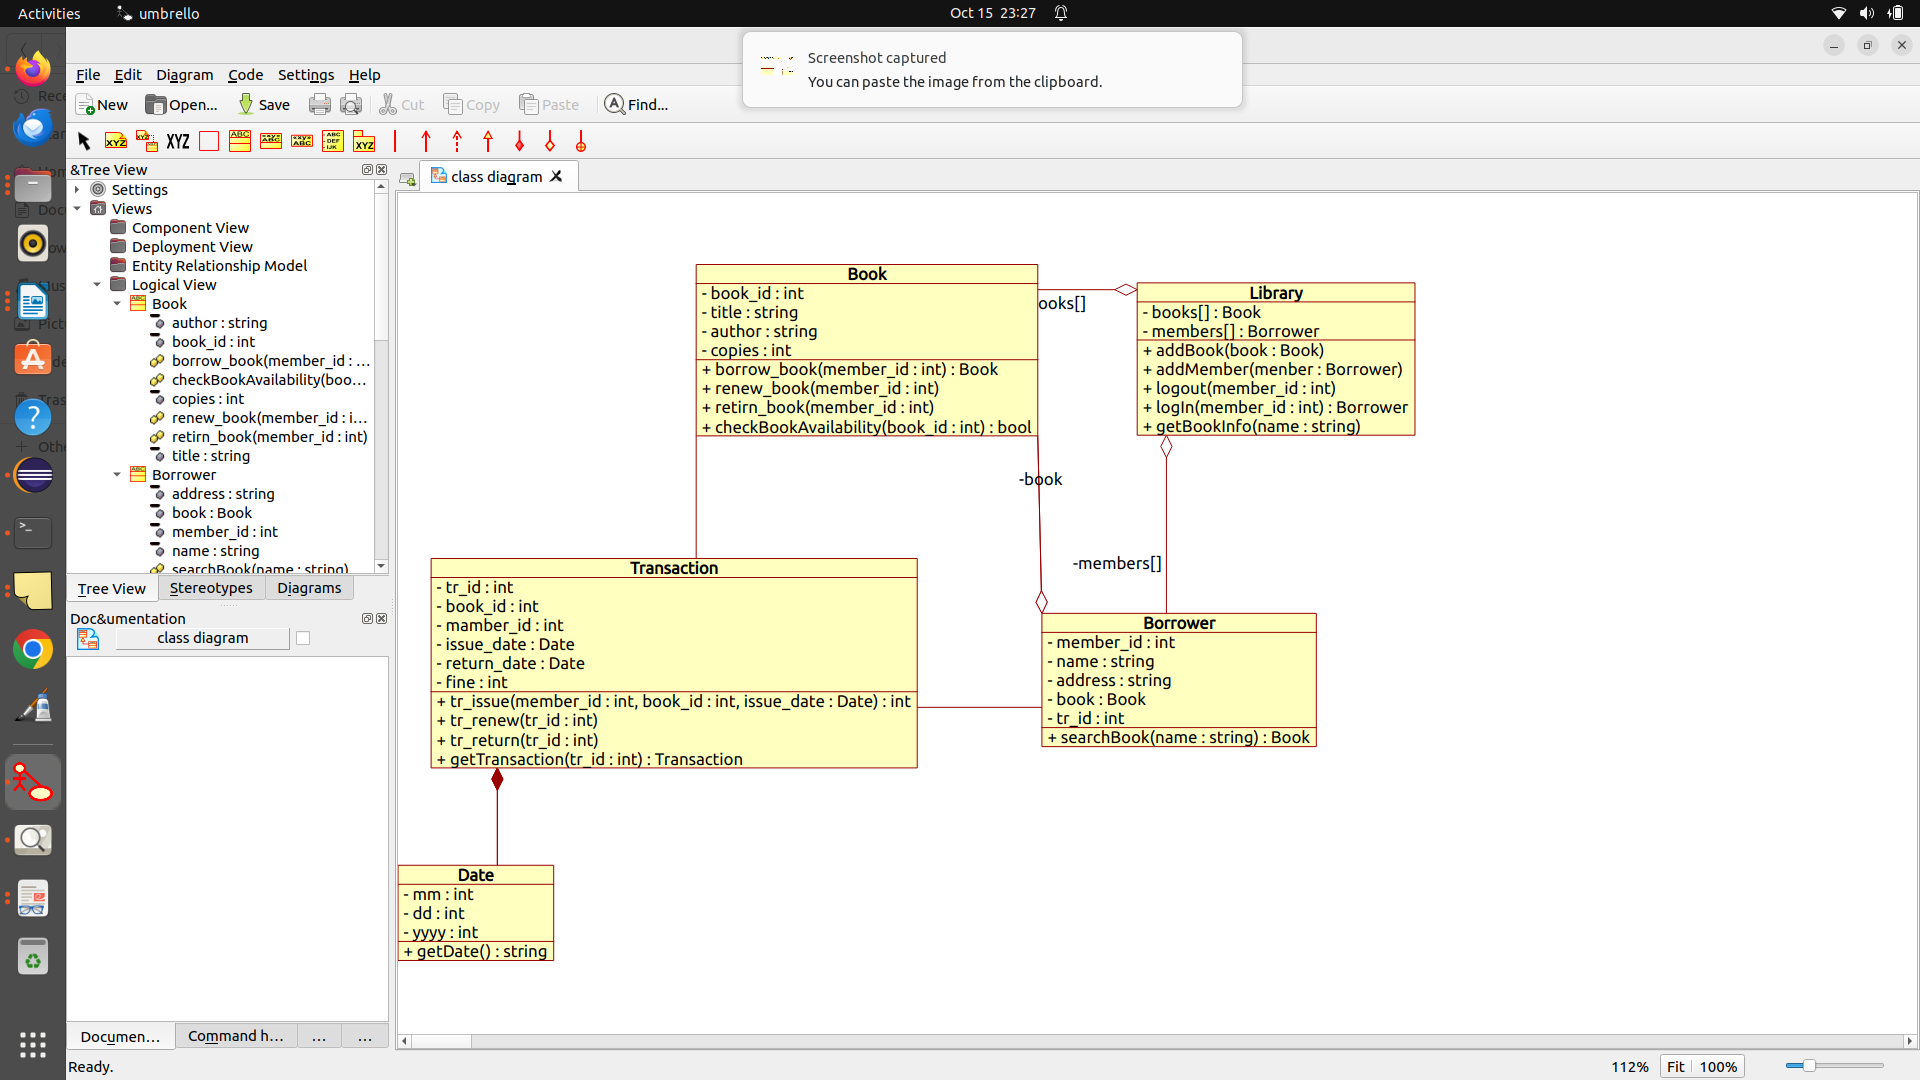 Activities
umbrello
Oct 15 23:27
Screenshot captured
You can paste the image from the clipboard.
File Edit Diagram Code Settings Help
New Open... Save Cut Copy Paste Find...
XYZ
&Tree View
class diagram
Settings
Views
Component View
Deployment View
Entity Relationship Model
Logical View
Book
author : string
book_id : int
borrow_book(member_id : ...
checkBookAvailability(boo...
copies : int
renew_book(member_id : i...
retirn_book(member_id : int)
title : string
Borrower
address : string
book : Book
member_id : int
name : string
searchBook(name : string)
Tree View Stereotypes Diagrams
Doc&umentation
class diagram
Documen... Command h... ... ...
Ready.
Book
- book_id : int
- title : string
- author : string
- copies : int
+ borrow_book(member_id : int) : Book
+ renew_book(member_id : int)
+ retirn_book(member_id : int)
+ checkBookAvailability(book_id : int) : bool
ooks[]
Library
- books[] : Book
- members[] : Borrower
+ addBook(book : Book)
+ addMember(menber : Borrower)
+ logout(member_id : int)
+ logIn(member_id : int) : Borrower
+ getBookInfo(name : string)
-book
-members[]
Transaction
- tr_id : int
- book_id : int
- mamber_id : int
- issue_date : Date
- return_date : Date
- fine : int
+ tr_issue(member_id : int, book_id : int, issue_date : Date) : int
+ tr_renew(tr_id : int)
+ tr_return(tr_id : int)
+ getTransaction(tr_id : int) : Transaction
Borrower
- member_id : int
- name : string
- address : string
- book : Book
- tr_id : int
+ searchBook(name : string) : Book
Date
- mm : int
- dd : int
- yyyy : int
+ getDate() : string
112% Fit 100%